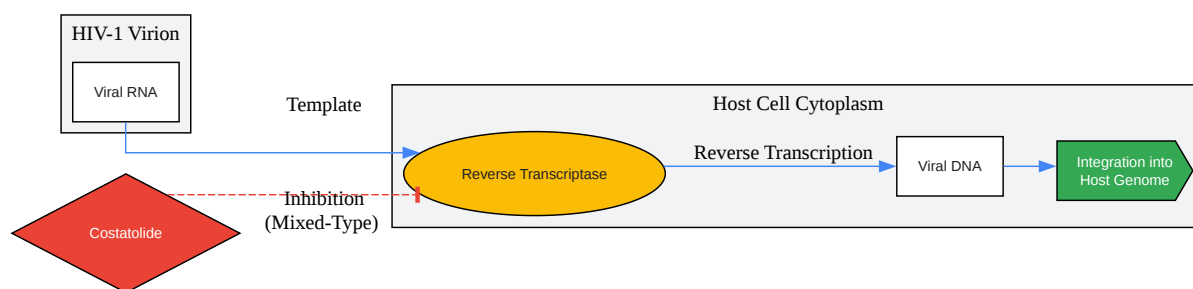 HIV-1 Virion
Viral RNA
Template
Host Cell Cytoplasm
Reverse Transcriptase
Reverse Transcription
Viral DNA
Integration into
Host Genome
Inhibition
(Mixed-Type)
Costatolide